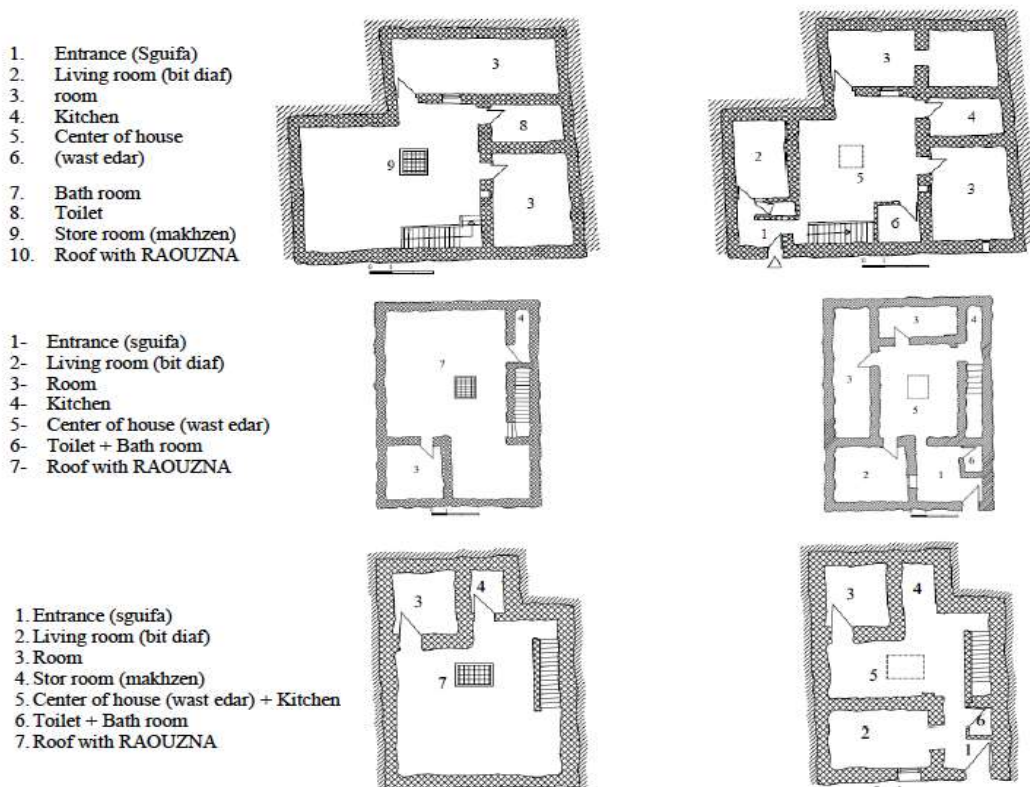 1. Entrance (Sguifa)
2. Living room (bit diaf)
3. room
4. Kitchen
5. Center of house
6. (wast edar)
7. Bath room
8. Toilet
9. Store room (makhzen)
10. Roof with RAOUZNA
3
8
9
3
3
4
2
5
3
1
6
1- Entrance (sguifa)
2- Living room (bit diaf)
3- Room
4- Kitchen
5- Center of house (wast edar)
6- Toilet + Bath room
7- Roof with RAOUZNA
4
7
3
3
4
3
5
2
1
6
1. Entrance (sguifa)
2. Living room (bit diaf)
3. Room
4. Stor room (makhzen)
5. Center of house (wast edar) + Kitchen
6. Toilet + Bath room
7. Roof with RAOUZNA
3
4
7
3
4
5
2
6
1